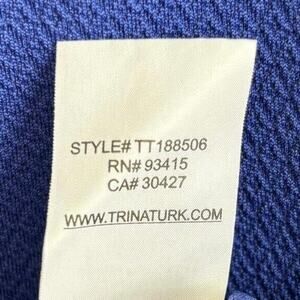 STYLE# TT188506
RN# 93415
CA# 30427
WWW.TRINATURK.COM